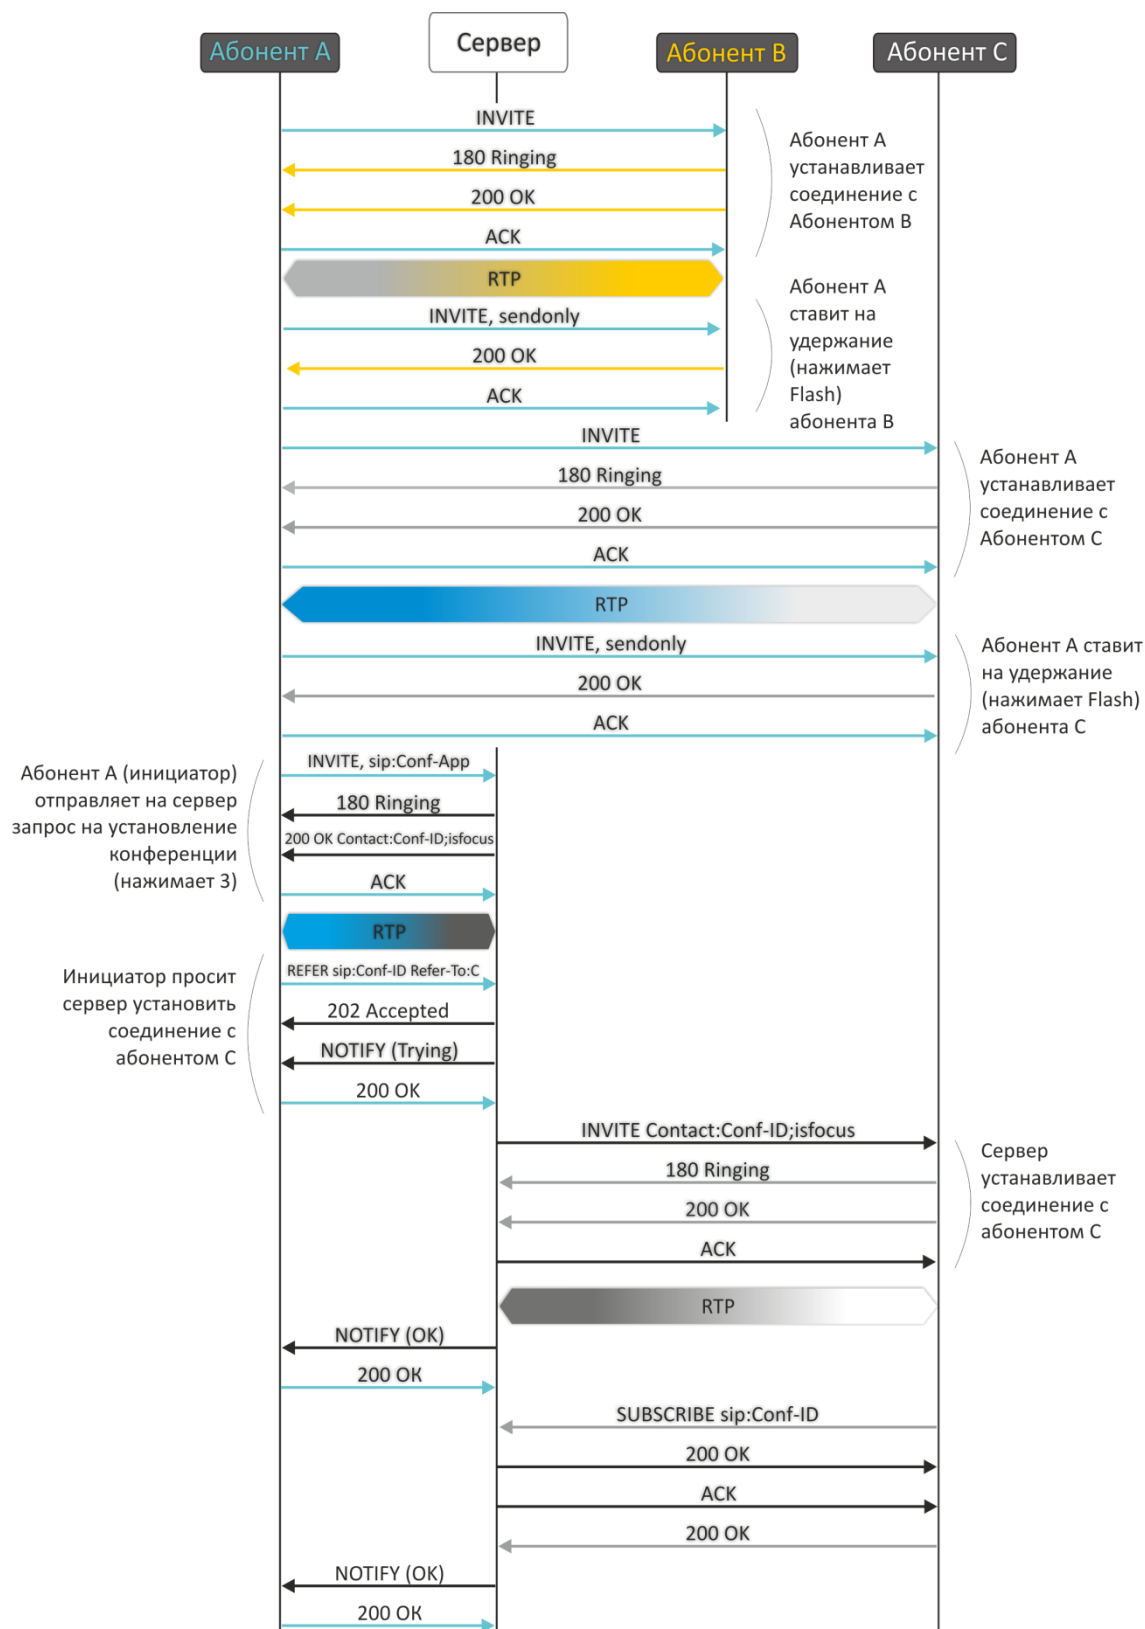 Абонент А
Сервер
Абонент В
Абонент С
INVITE
180 Ringing
200 OK
ACK
Абонент А
устанавливает
соединение с
Абонентом В
RTP
INVITE, sendonly
200 OK
ACK
Абонент А
ставит на
удержание
(нажимает
Flash)
абонента В
INVITE
180 Ringing
200 OK
ACK
Абонент А
устанавливает
соединение с
Абонентом С
RTP
INVITE, sendonly
200 OK
ACK
Абонент А ставит
на удержание
(нажимает Flash)
абонента С
Абонент А (инициатор)
отправляет на сервер
запрос на установление
конференции
(нажимает 3)
INVITE, sip:Conf-App
180 Ringing
200 OK Contact:Conf-ID;isfocus
ACK
RTP
Инициатор просит
сервер установить
соединение с
абонентом С
REFER sip:Conf-ID Refer-To:C
202 Accepted
NOTIFY (Trying)
200 OK
INVITE Contact:Conf-ID;isfocus
180 Ringing
200 OK
ACK
Сервер
устанавливает
соединение с
абонентом С
RTP
NOTIFY (OK)
200 OK
SUBSCRIBE sip:Conf-ID
200 OK
ACK
200 OK
NOTIFY (OK)
200 OK